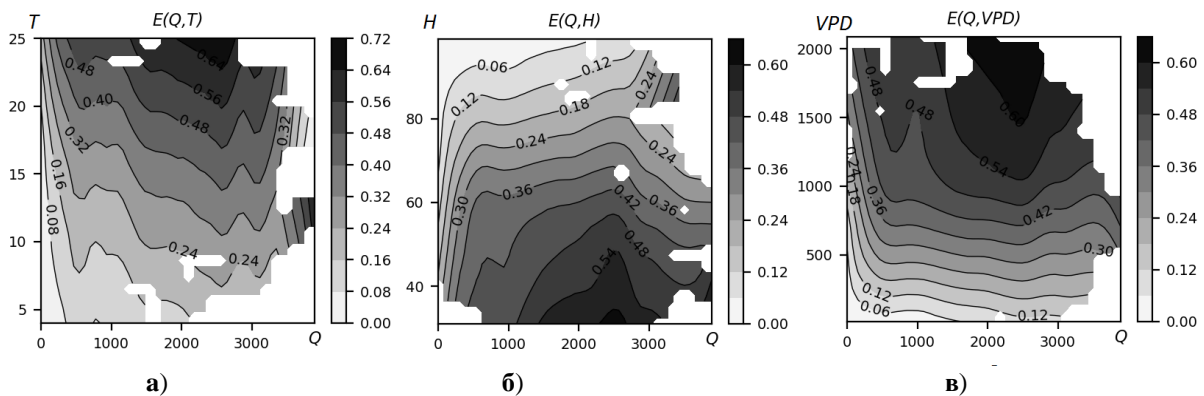 T E(Q,T) H E(Q,H) VPD E(Q,VPD)
25 20 15 10 5
0 1000 2000 3000 Q
0.48 0.64 0.40 0.56 0.48 0.32 0.32 0.16 0.08 0.24 0.24
0.72 0.64 0.56 0.48 0.40 0.32 0.24 0.16 0.08 0.00
80 60 40
0 1000 2000 3000 Q
0.06 0.12 0.24 0.12 0.18 0.24 0.24 0.36 0.42 0.36 0.30 0.48 0.54
0.60 0.48 0.36 0.24 0.12 0.00
2000 1500 1000 500
0 1000 2000 3000 Q
0.48 0.48 0.60 0.54 0.24 0.18 0.36 0.42 0.30 0.12 0.06 0.12
0.60 0.48 0.36 0.24 0.12 0.00
а) б) в)